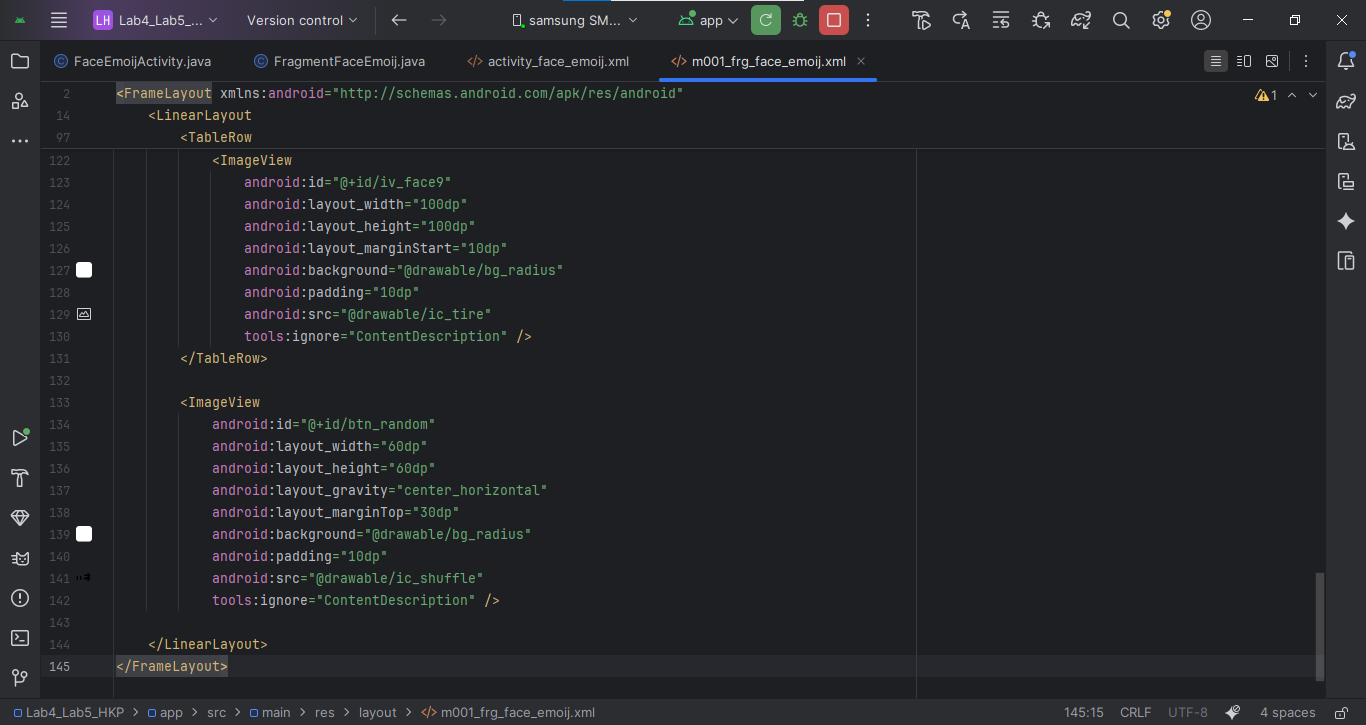 LH Lab4_Lab5_... Version control samsung SM... app
FaceEmoijActivity.java FragmentFaceEmoij.java activity_face_emoij.xml m001_frg_face_emoij.xml
2 <FrameLayout xmlns:android="http://schemas.android.com/apk/res/android" 1
14 <LinearLayout
97 <TableRow
122 <ImageView
123 android:id="@+id/iv_face9"
124 android:layout_width="100dp"
125 android:layout_height="100dp"
126 android:layout_marginStart="10dp"
127 android:background="@drawable/bg_radius"
128 android:padding="10dp"
129 android:src="@drawable/ic_tire"
130 tools:ignore="ContentDescription" />
131 </TableRow>
132
133 <ImageView
134 android:id="@+id/btn_random"
135 android:layout_width="60dp"
136 android:layout_height="60dp"
137 android:layout_gravity="center_horizontal"
138 android:layout_marginTop="30dp"
139 android:background="@drawable/bg_radius"
140 android:padding="10dp"
141 android:src="@drawable/ic_shuffle"
142 tools:ignore="ContentDescription" />
143
144 </LinearLayout>
145 </FrameLayout>
Lab4_Lab5_HKP > app > src > main > res > layout > m001_frg_face_emoij.xml 145:15 CRLF UTF-8 4 spaces